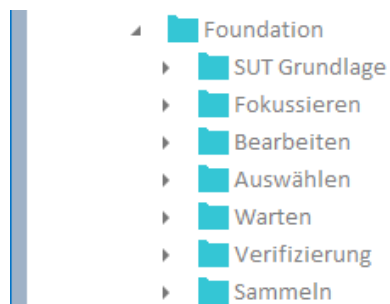 Foundation
SUT Grundlage
Fokussieren
Bearbeiten
Auswählen
Warten
Verifizierung
Sammeln